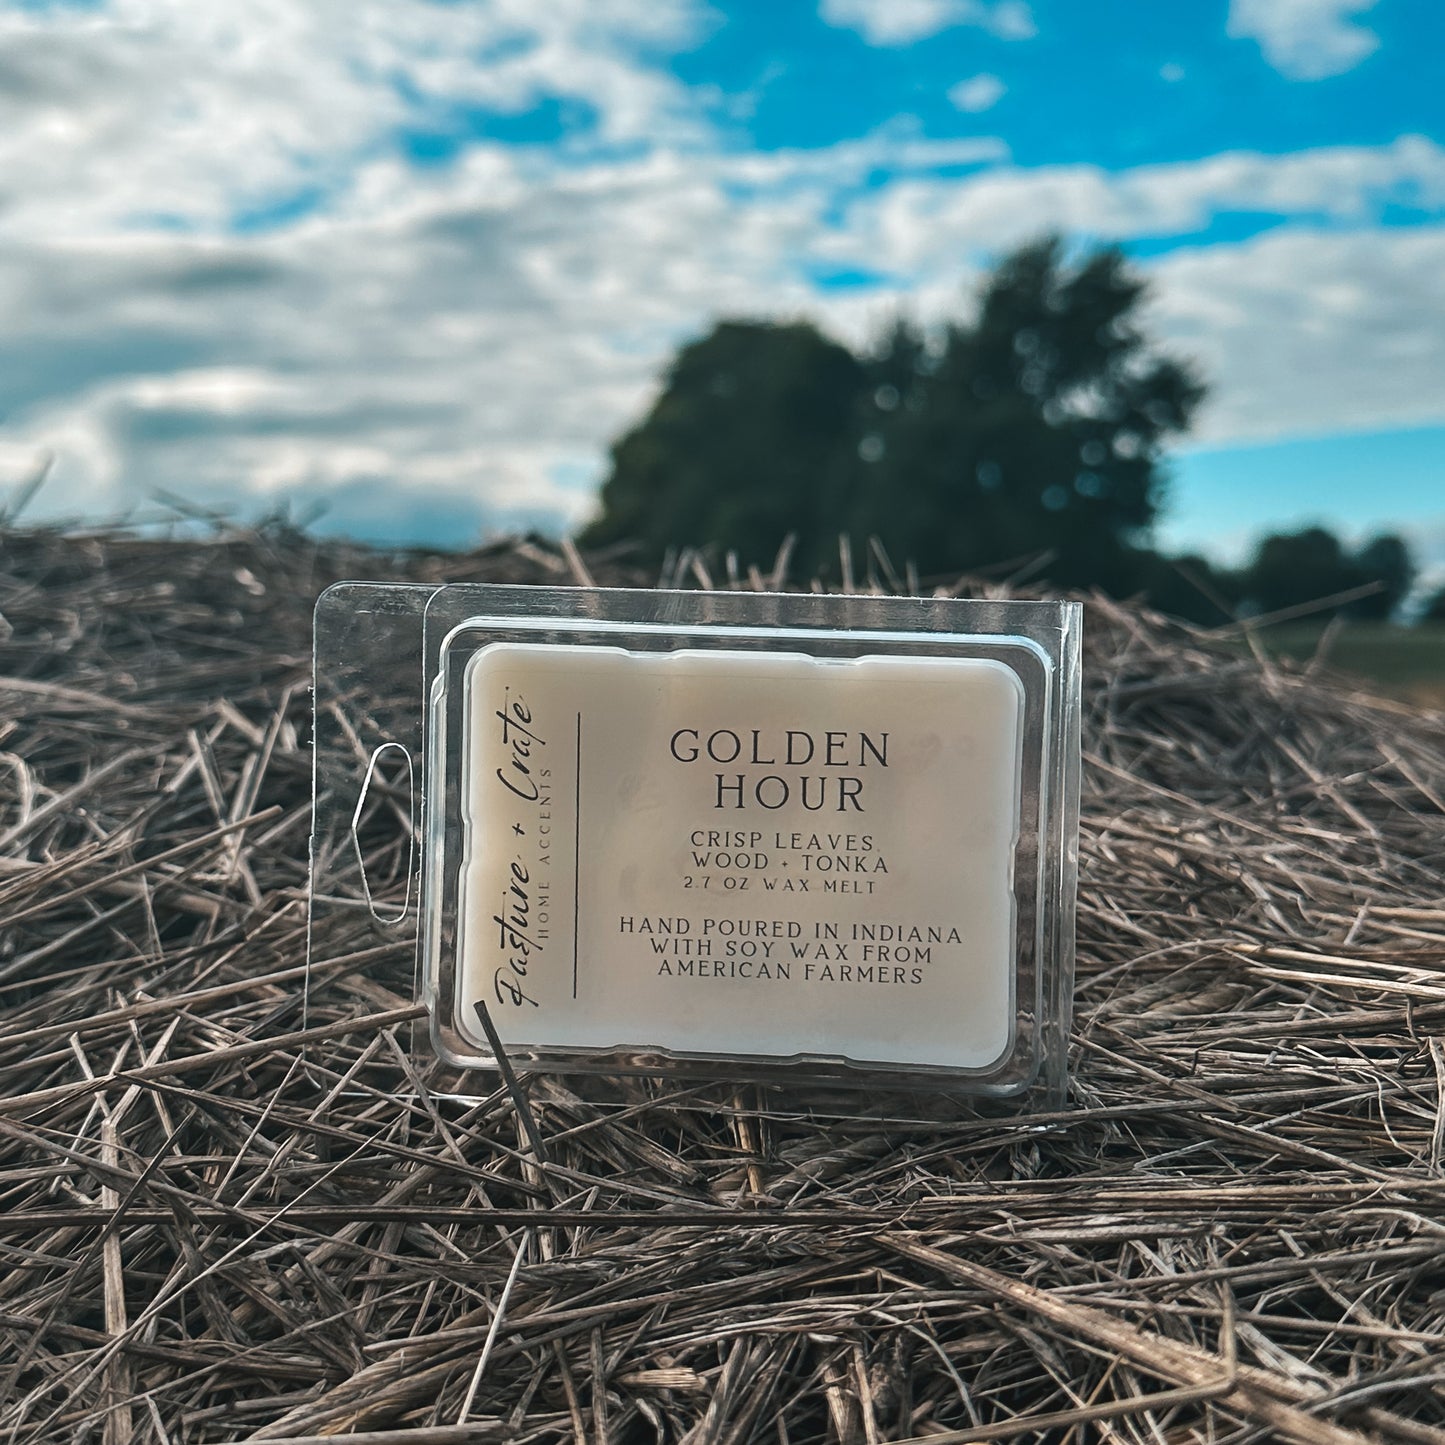 Pasture + Crate
HOME ACCENTS
GOLDEN
HOUR
CRISP LEAVES,
WOOD + TONKA
2.7 OZ WAX MELT
HAND POURED IN INDIANA
WITH SOY WAX FROM
AMERICAN FARMERS